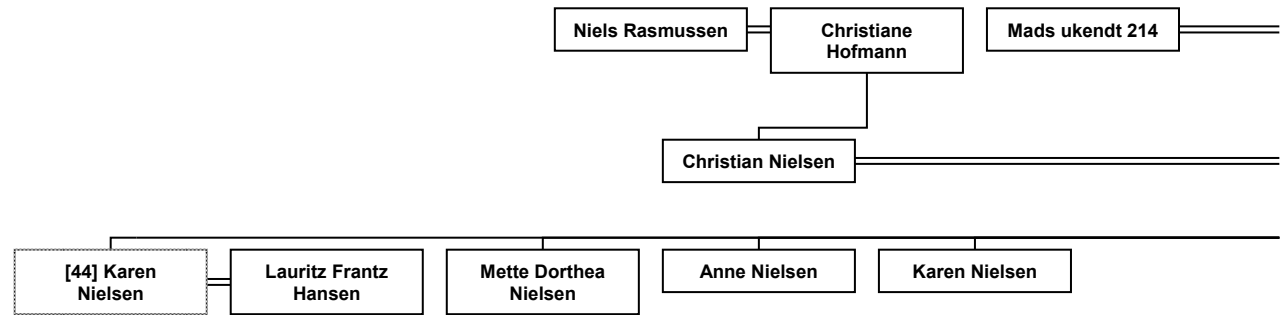 Niels Rasmussen
Christiane
Hofmann
Mads ukendt 214
Christian Nielsen
[44] Karen
Nielsen
Lauritz Frantz
Hansen
Mette Dorthea
Nielsen
Anne Nielsen
Karen Nielsen